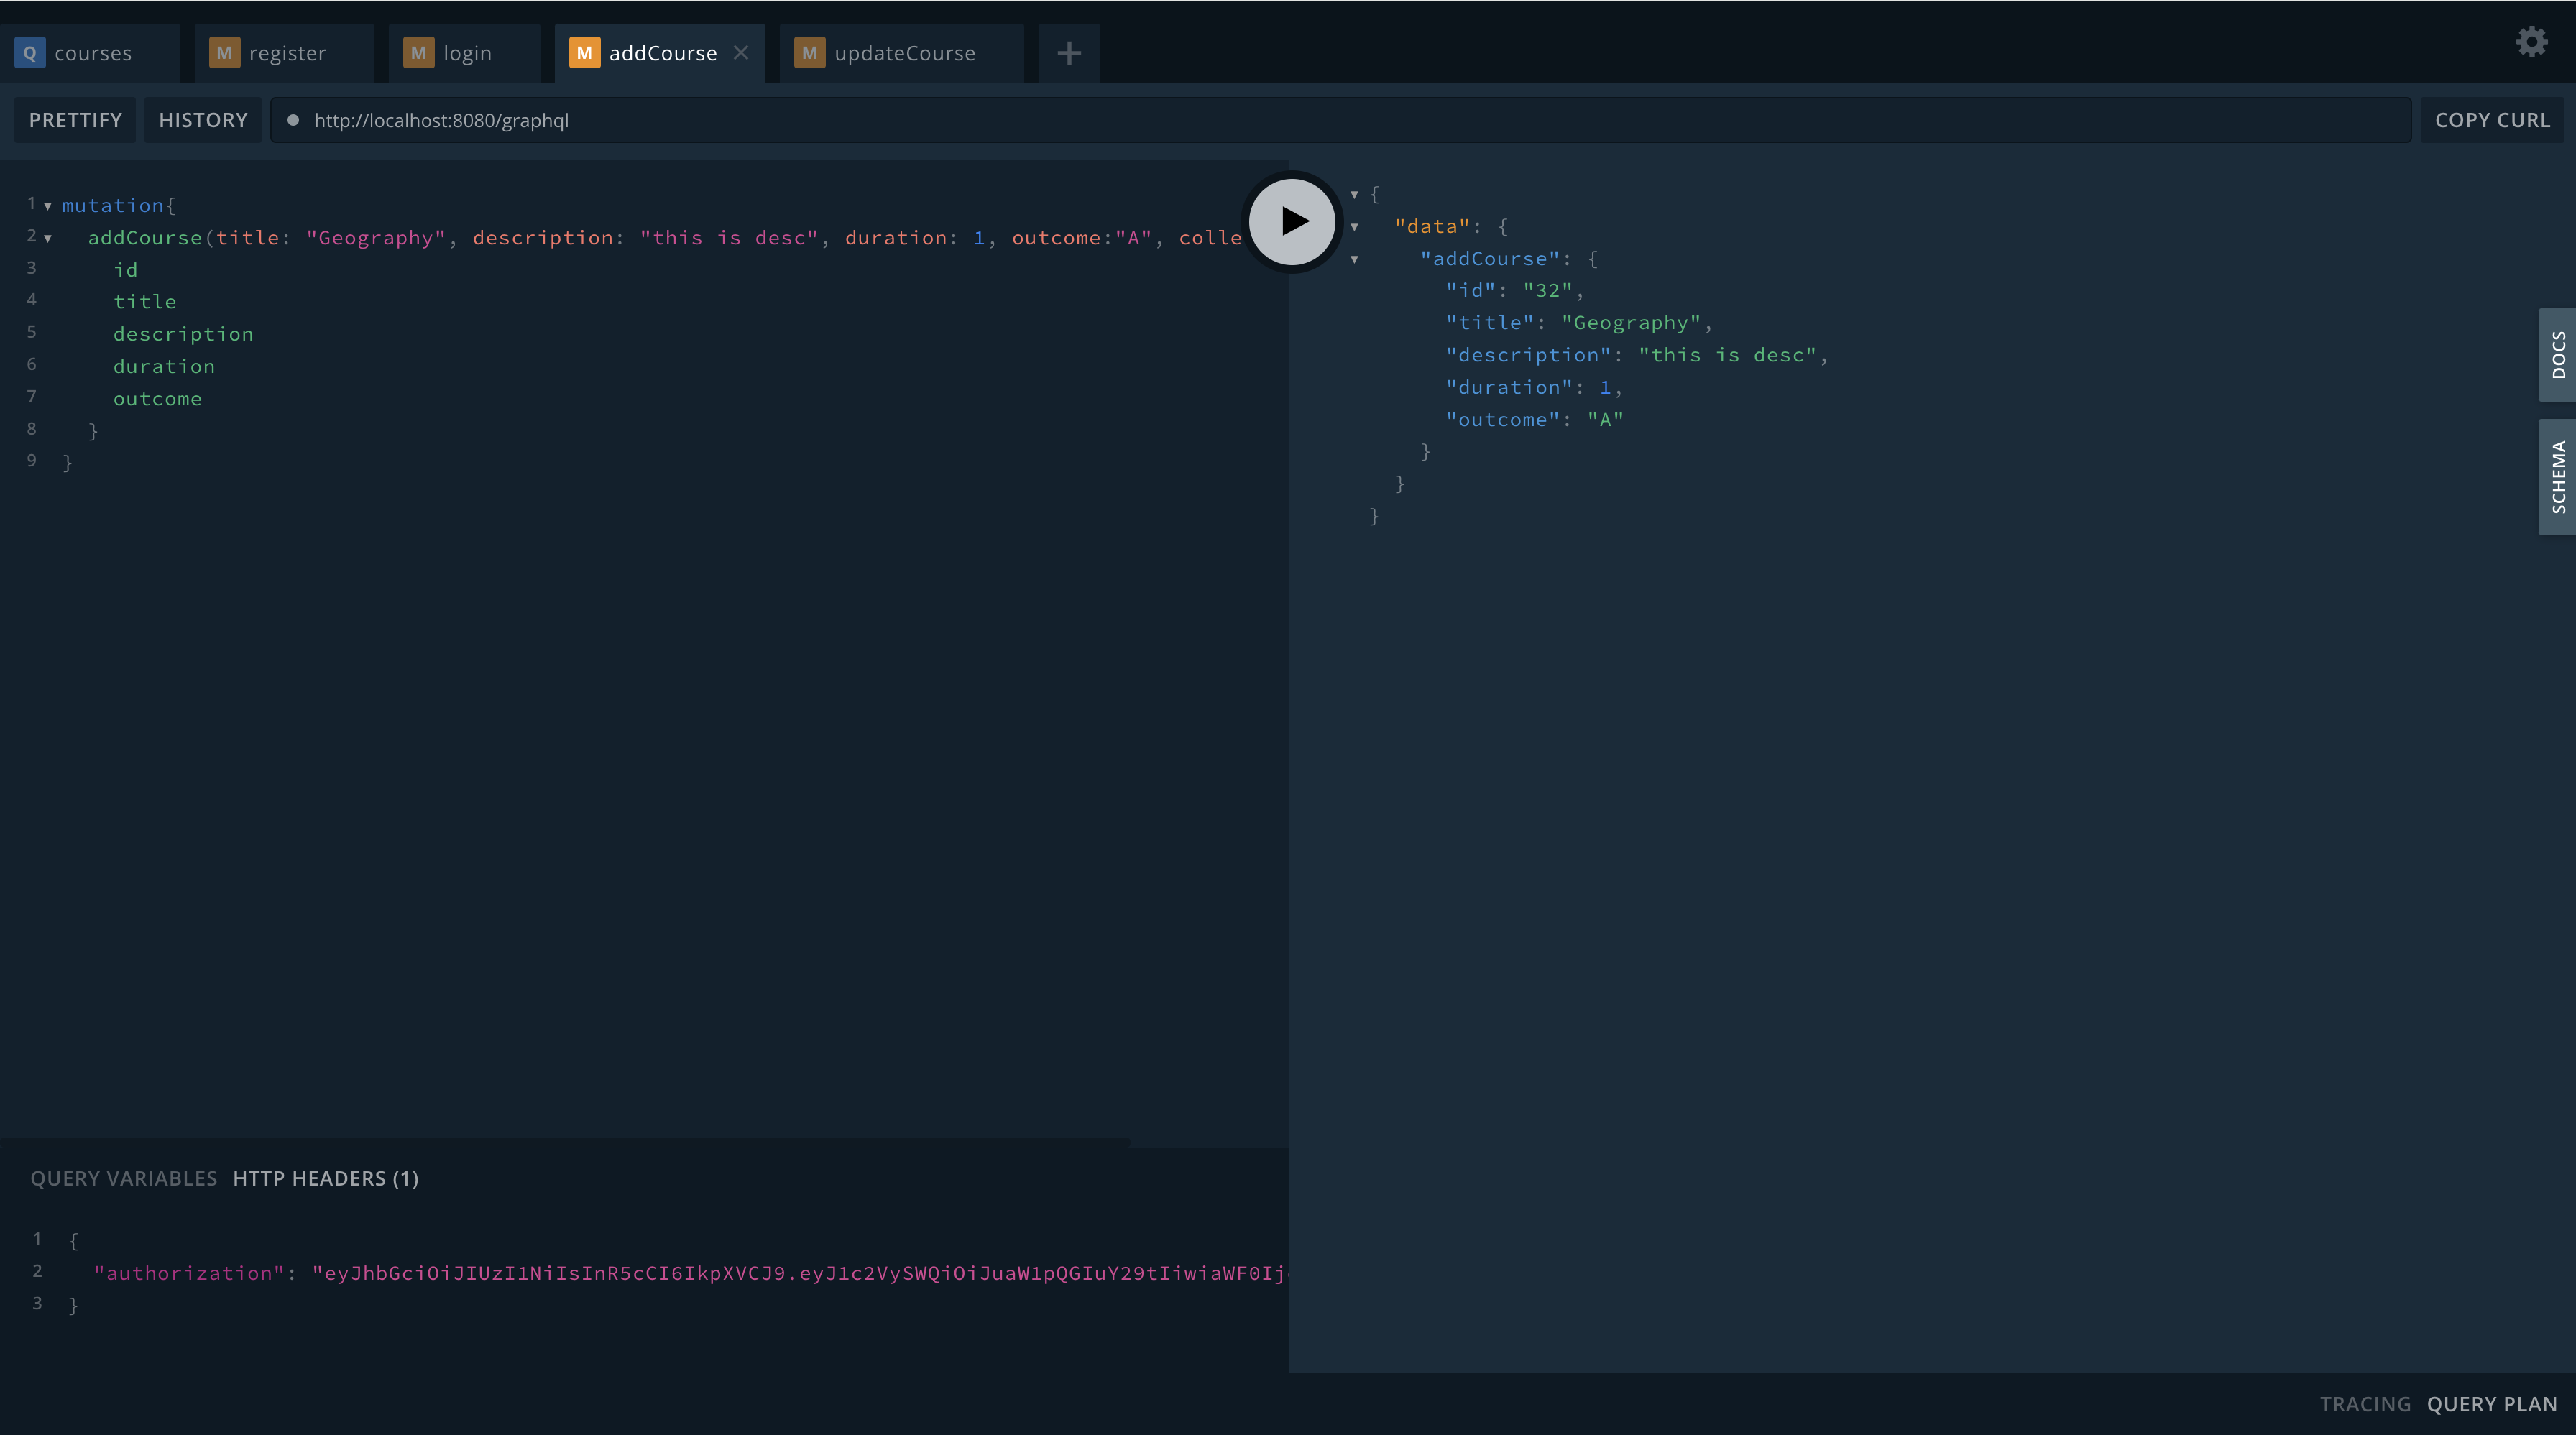 Q courses M register M login M addCourse × M updateCourse +
PRETTIFY HISTORY http://localhost:8080/graphql COPY CURL
1 mutation{
2 addCourse(title: "Geography", description: "this is desc", duration: 1, outcome:"A", colle
3 id
4 title
5 description
6 duration
7 outcome
8 }
9 }
{
"data": {
"addCourse": {
"id": "32",
"title": "Geography",
"description": "this is desc",
"duration": 1,
"outcome": "A"
}
}
}
DOCS
SCHEMA
QUERY VARIABLES HTTP HEADERS (1)
1 {
2 "authorization": "eyJhbGciOiJIUzI1NiIsInR5cCI6IkpXVCJ9.eyJ1c2VySWQiOiJuaW1pQGIuY29tIiwiaWF0Ij
3 }
TRACING QUERY PLAN